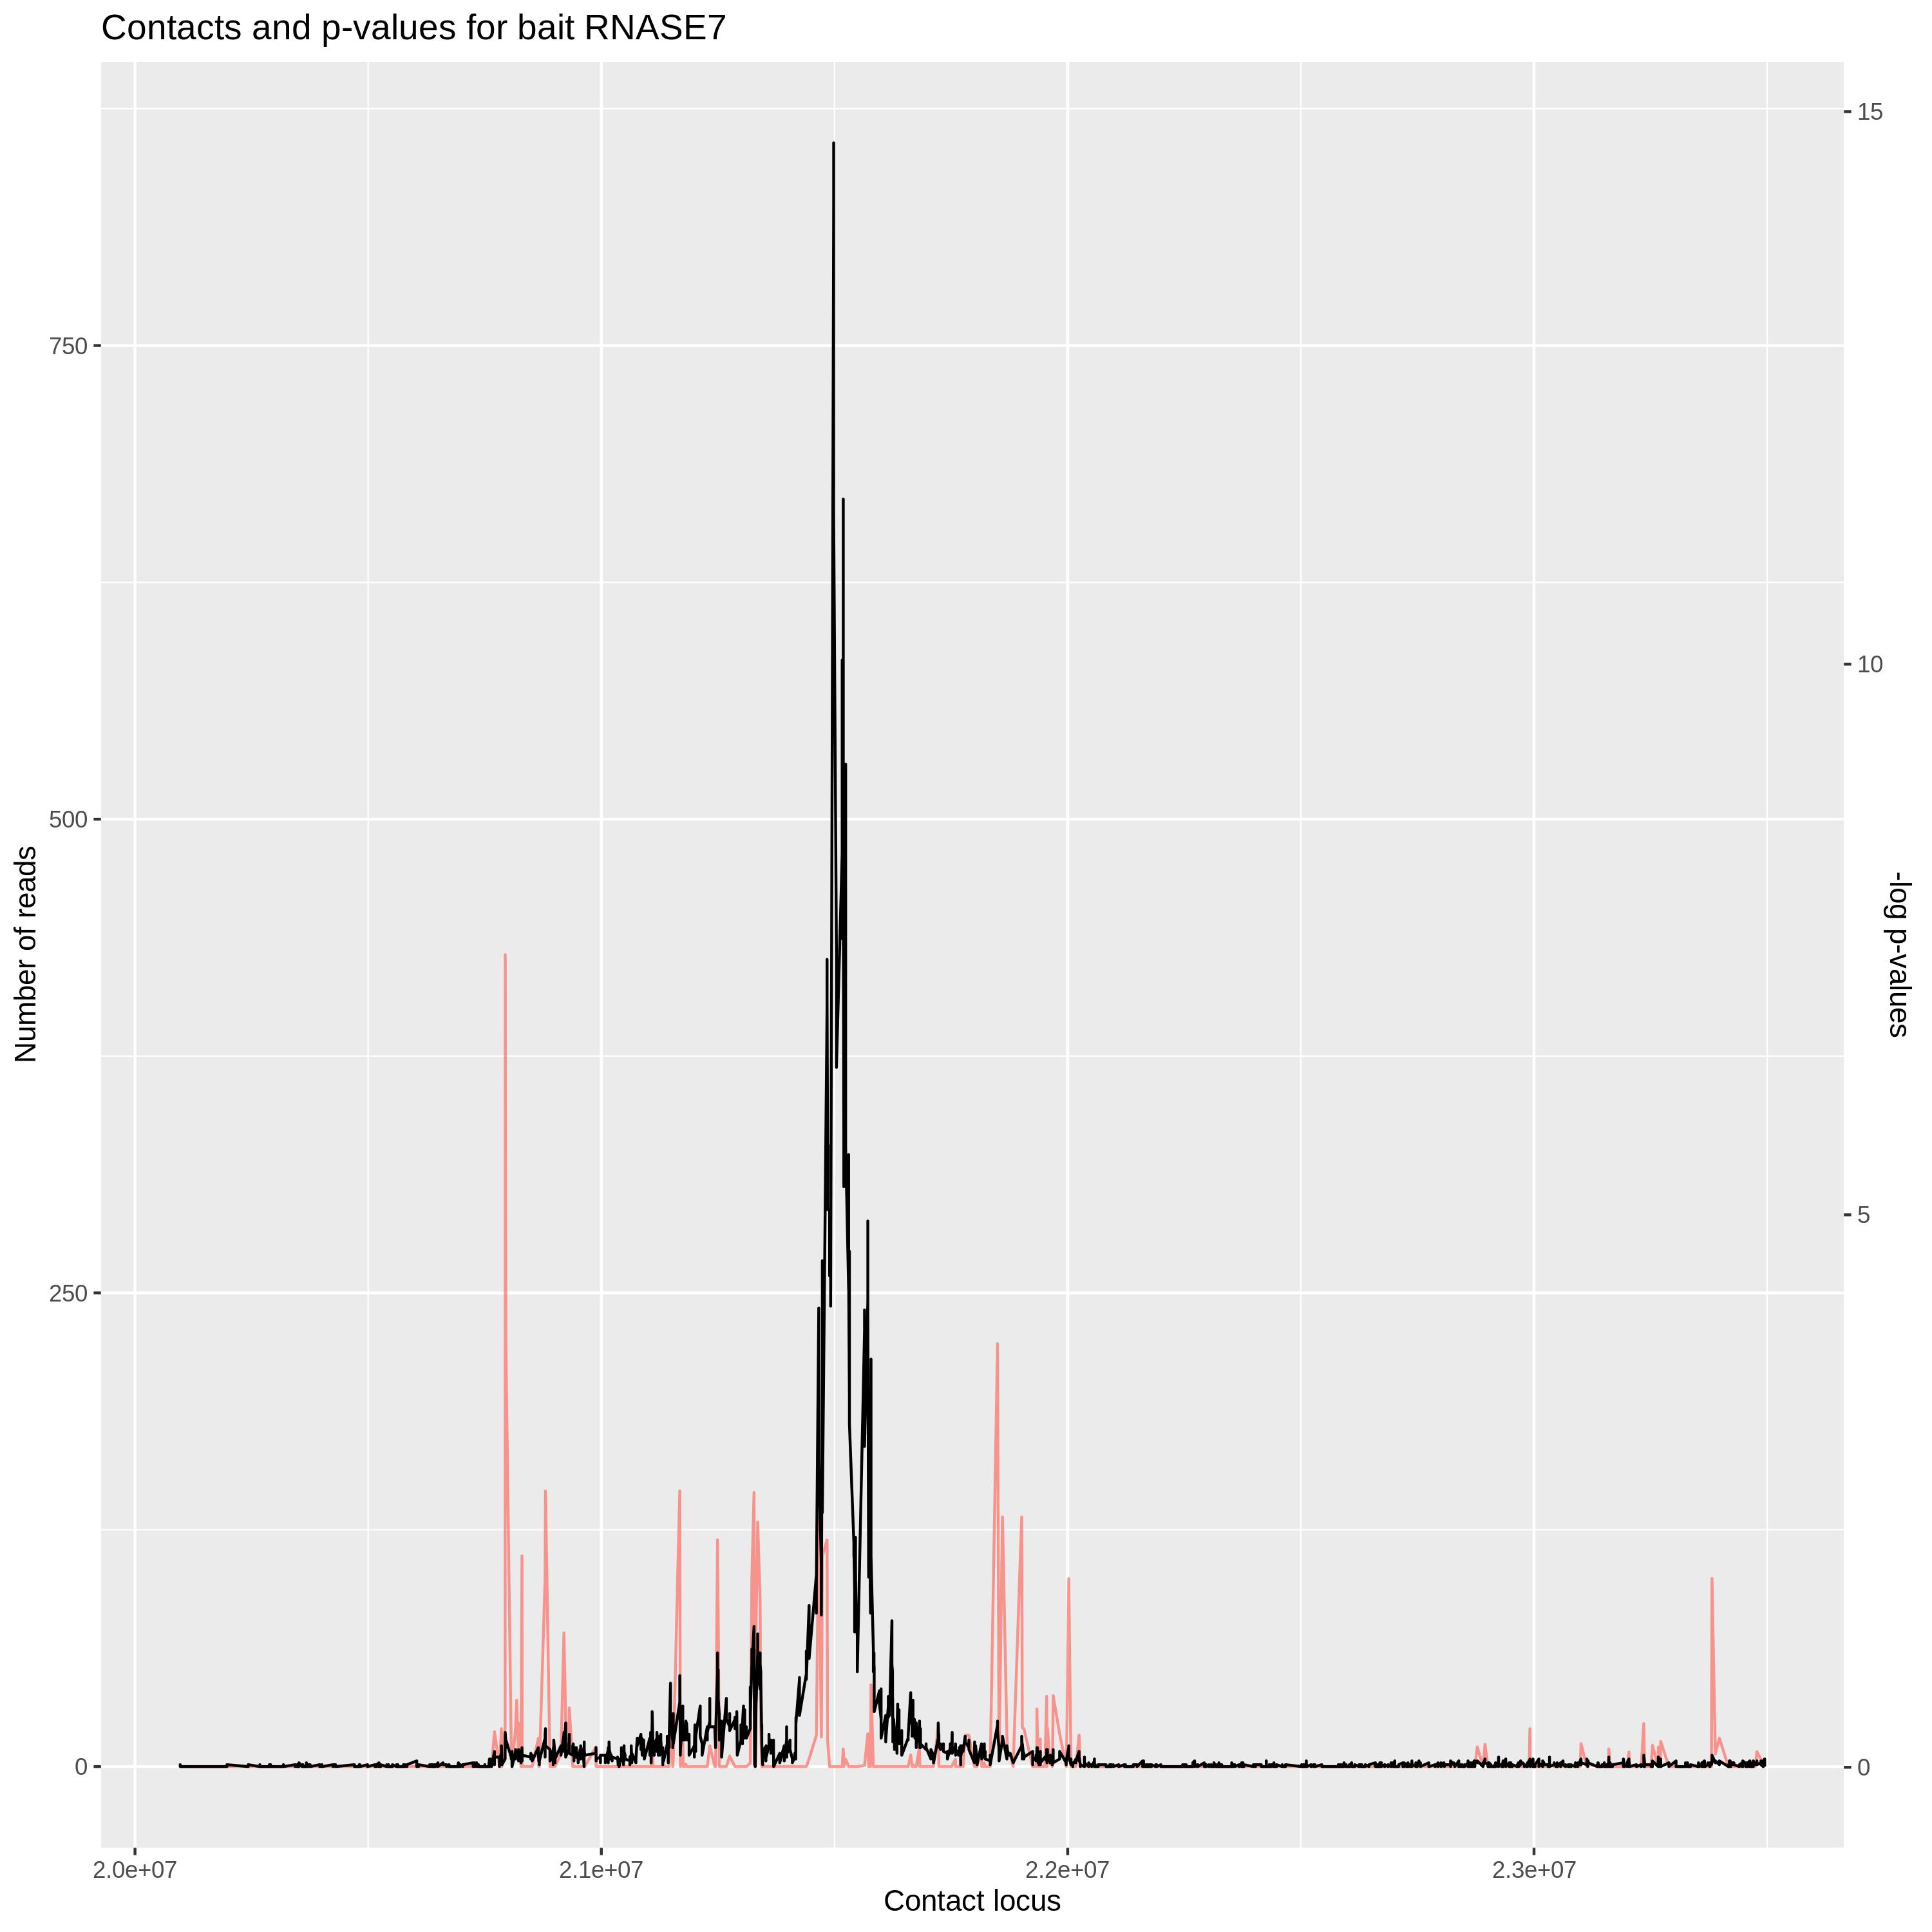 Contacts and p-values for bait RNASE7
Number of reads
750
500
250
0
15
10
5
0
-log p-values
2.0e+07
2.1e+07
2.2e+07
2.3e+07
Contact locus